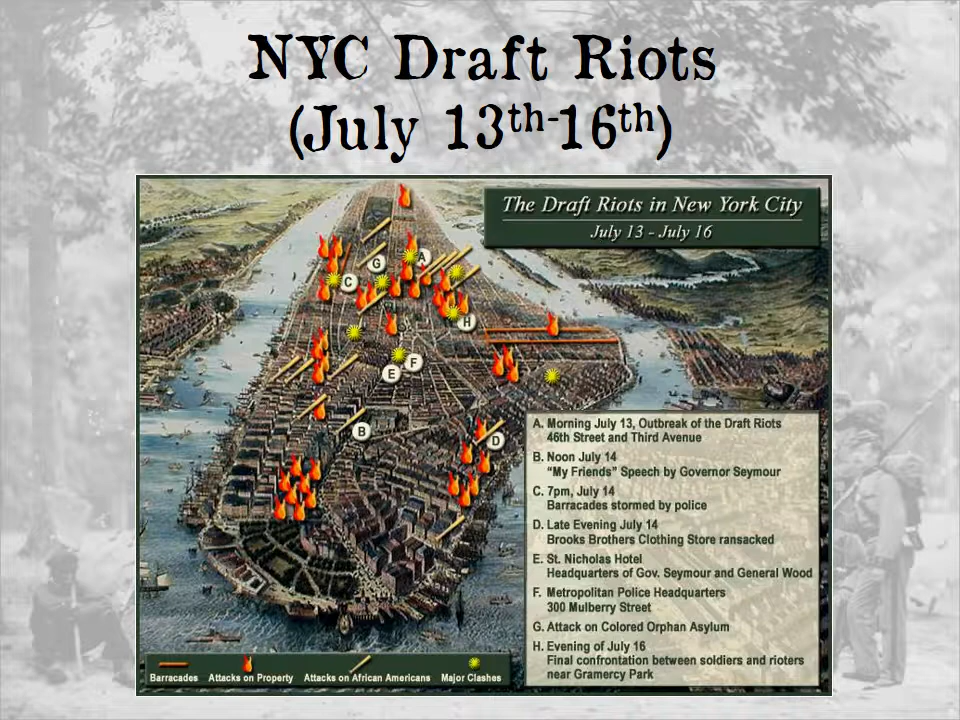 NYC Draft Riots
(July 13th-16th)
The Draft Riots in New York City
July 13 - July 16
G
A
C
H
F
E
B
D
A. Morning July 13, Outbreak of the Draft Riots
46th Street and Third Avenue
B. Noon July 14
“My Friends” Speech by Governor Seymour
C. 7pm, July 14
Barracades stormed by police
D. Late Evening July 14
Brooks Brothers Clothing Store ransacked
E. St. Nicholas Hotel
Headquarters of Gov. Seymour and General Wood
F. Metropolitan Police Headquarters
300 Mulberry Street
G. Attack on Colored Orphan Asylum
H. Evening of July 16
Final confrontation between soldiers and rioters
near Gramercy Park
Barracades Attacks on Property Attacks on African Americans Major Clashes